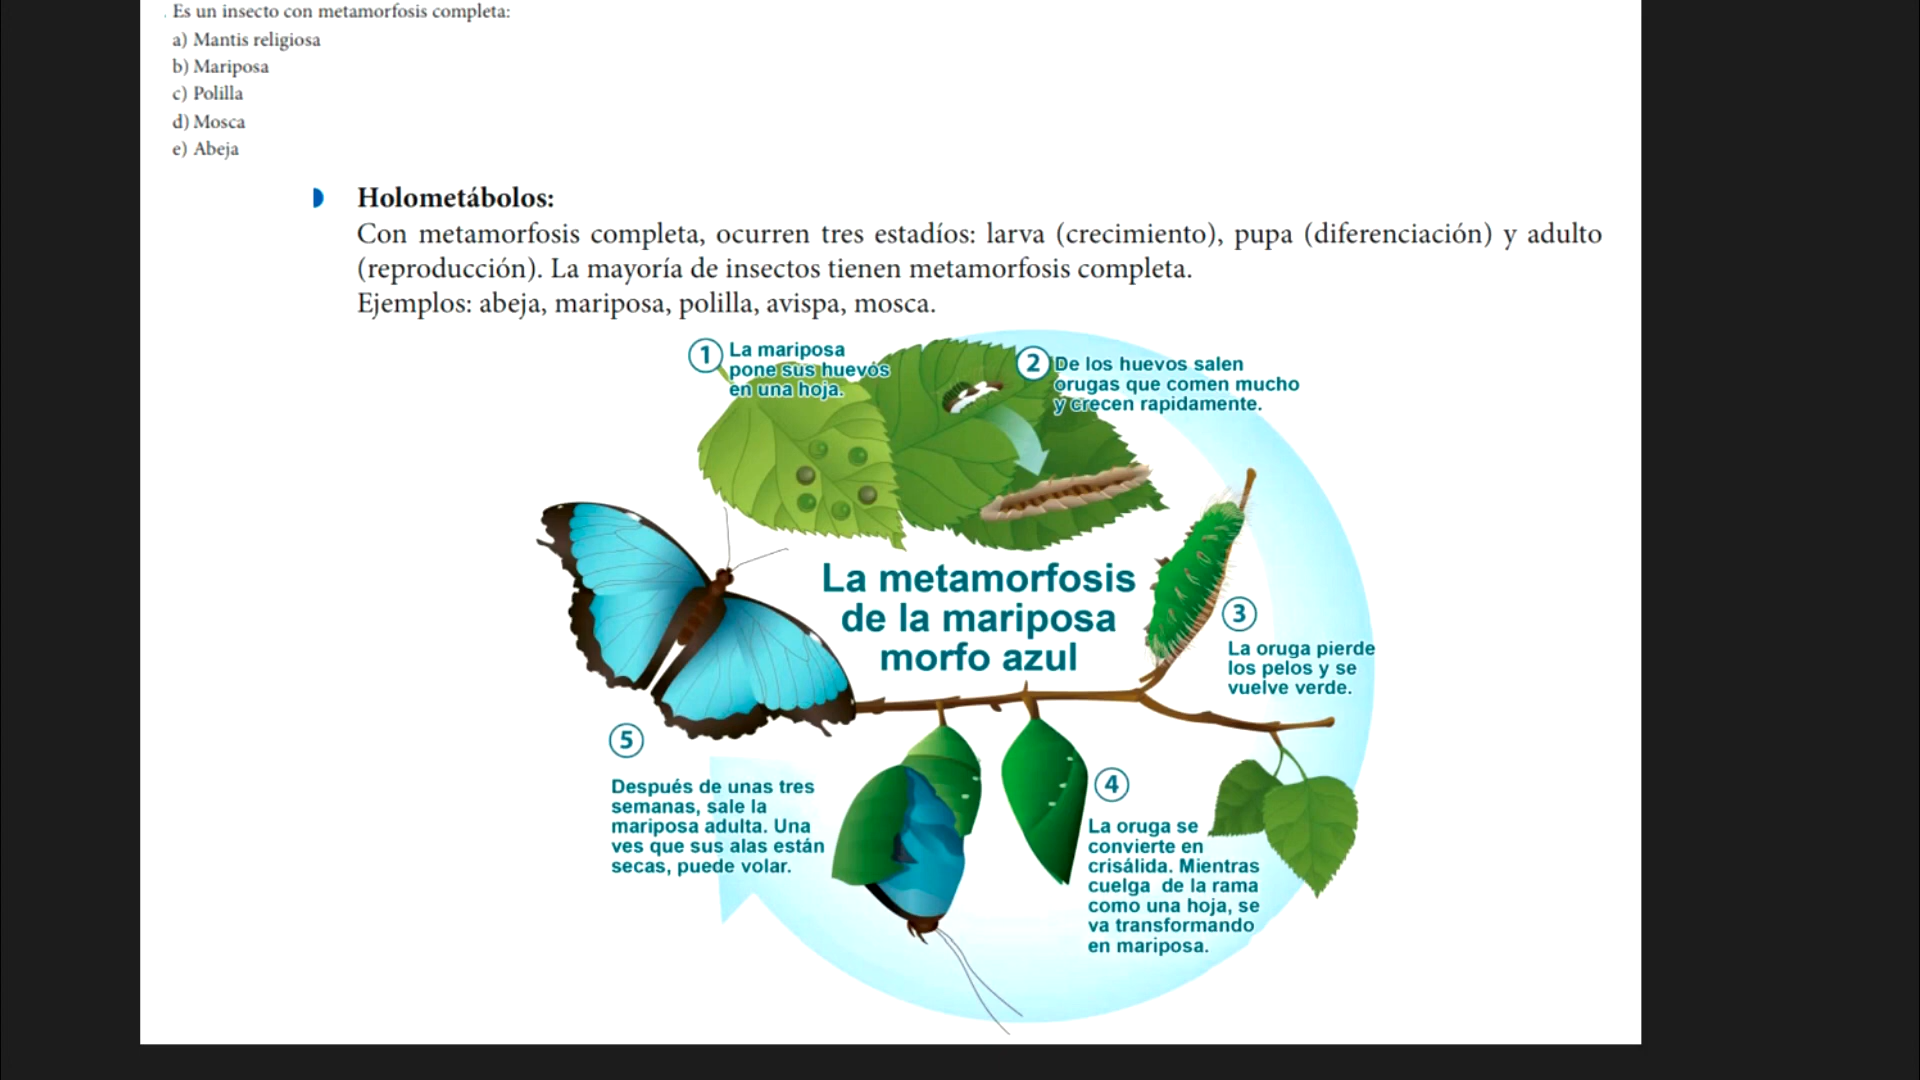 . Es un insecto con metamorfosis completa:
a) Mantis religiosa
b) Mariposa
c) Polilla
d) Mosca
e) Abeja
Holometábolos:
Con metamorfosis completa, ocurren tres estadíos: larva (crecimiento), pupa (diferenciación) y adulto
(reproducción). La mayoría de insectos tienen metamorfosis completa.
Ejemplos: abeja, mariposa, polilla, avispa, mosca.
1 La mariposa
pone sus huevos
en una hoja.
2 De los huevos salen
orugas que comen mucho
y crecen rapidamente.
La metamorfosis
de la mariposa
morfo azul
3
La oruga pierde
los pelos y se
vuelve verde.
4
La oruga se
convierte en
crisálida. Mientras
cuelga de la rama
como una hoja, se
va transformando
en mariposa.
5
Después de unas tres
semanas, sale la
mariposa adulta. Una
ves que sus alas están
secas, puede volar.